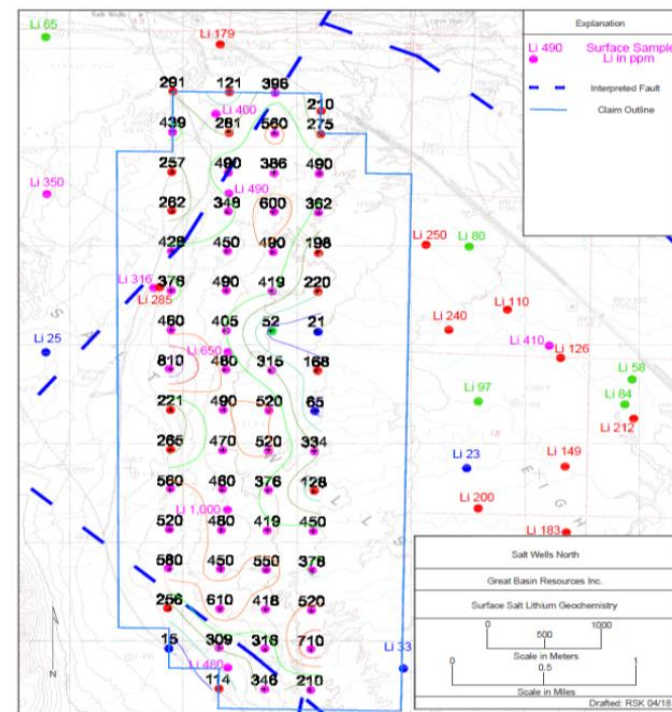 Salt Wells
Li 65
Li 179
Explanation
Li 490
Surface Sample
Li in ppm
Interpreted Fault
Claim Outline
291 121 396
Li 400
210
439 281 560 275
257 490 386 490
Li 350
Li 490
262 348 600 362
Li 250
Li 80
428 450 490 198
Li 316
376 490 419 220
Li 285
Li 110
Li 240
460 405 52 21
Li 410
Li 126
Li 25
Li 650
810 460 315 168
Li 58
221 490 520 65
Li 97
Li 84
Li 212
265 470 520 334
Li 23
Li 149
560 460 376 128
Li 1,000
Li 200
520 480 419 450
Li 183
580 450 550 378
256 610 418 520
15 309 318 710
Li 480
Li 33
114 346 210
S A L T W E L L S
E I G H
N
Salt Wells North
Great Basin Resources Inc.
Surface Salt Lithium Geochemistry
0 500 1000
Scale in Meters
0 0.5 1
Scale in Miles
Drafted: RSK 04/18